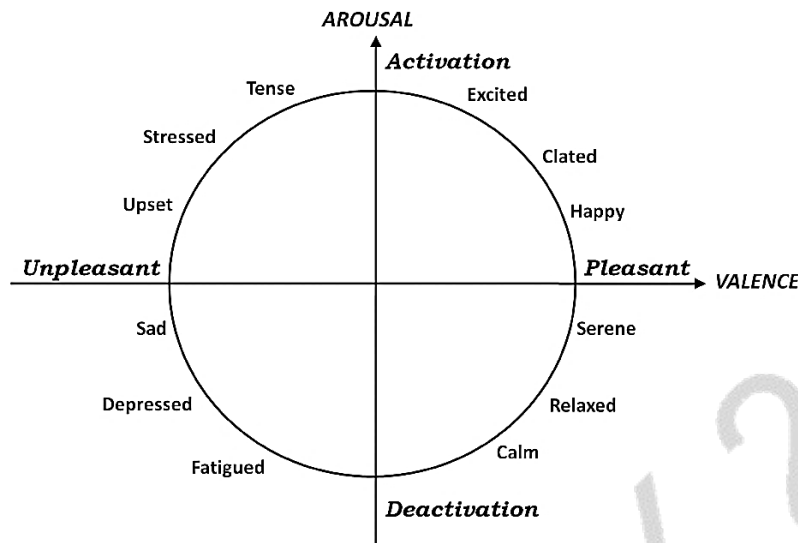 AROUSAL
Activation
Tense
Excited
Stressed
Clated
Upset
Happy
Unpleasant
Pleasant
VALENCE
Sad
Serene
Depressed
Relaxed
Fatigued
Calm
Deactivation